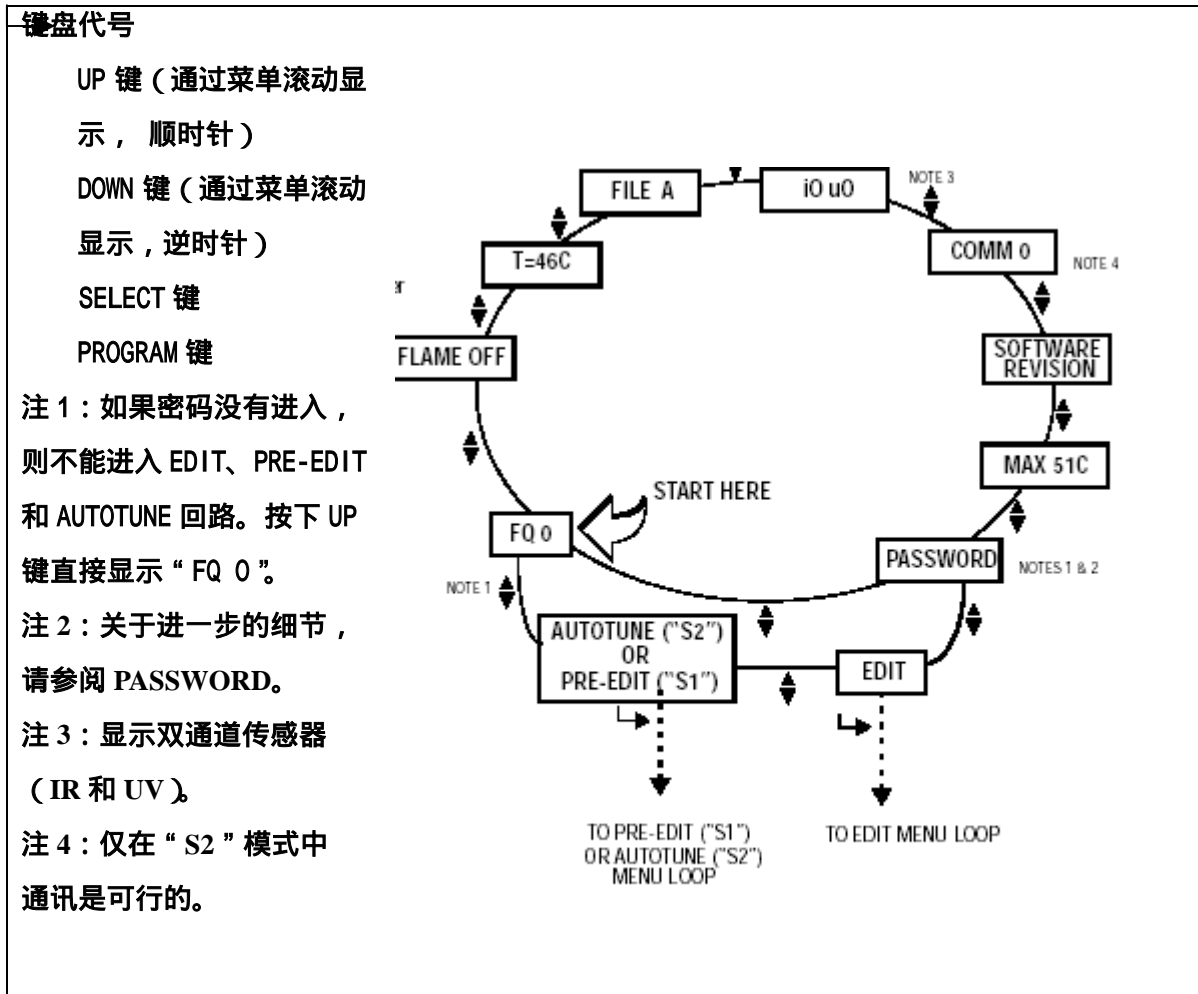 键盘代号
UP 键（通过菜单滚动显
示， 顺时针）
DOWN 键（通过菜单滚动
显示，逆时针）
SELECT 键
PROGRAM 键
注 1：如果密码没有进入，
则不能进入 EDIT、PRE-EDIT
和 AUTOTUNE 回路。按下 UP
键直接显示“FQ 0”。
注 2：关于进一步的细节，
请参阅 PASSWORD。
注 3：显示双通道传感器
（IR 和 UV）。
注 4：仅在“S2”模式中
通讯是可行的。
FILE A
i0 u0
NOTE 3
T=46C
COMM 0
NOTE 4
er
FLAME OFF
SOFTWARE
REVISION
MAX 51C
START HERE
FQ 0
PASSWORD
NOTES 1 & 2
NOTE 1
AUTOTUNE ("S2")
OR
PRE-EDIT ("S1")
EDIT
TO PRE-EDIT ("S1")
OR AUTOTUNE ("S2")
MENU LOOP
TO EDIT MENU LOOP